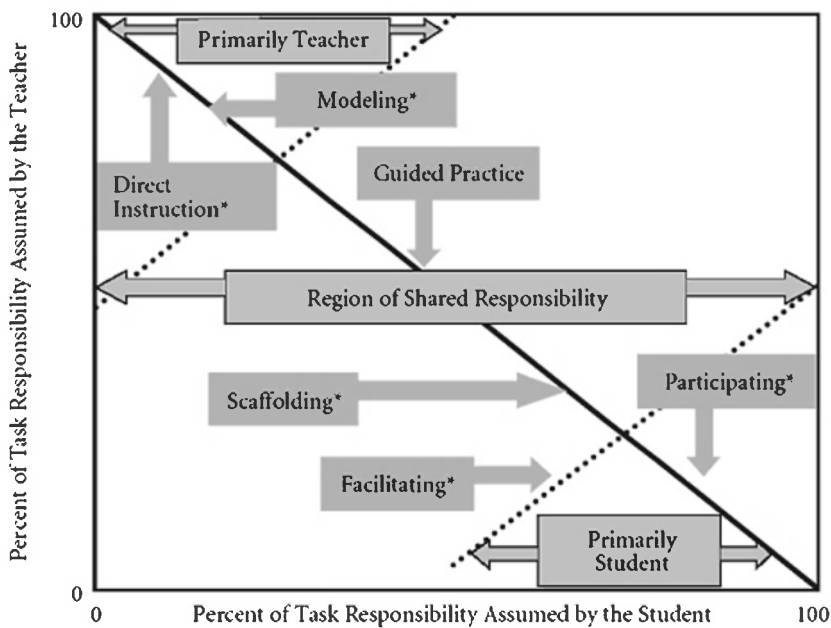 100
Primarily Teacher
Modeling*
Guided Practice
Direct
Instruction*
Region of Shared Responsibility
Participating*
Scaffolding*
Facilitating*
Primarily
Student
0
0
Percent of Task Responsibility Assumed by the Student
100
Percent of Task Responsibility Assumed by the Teacher